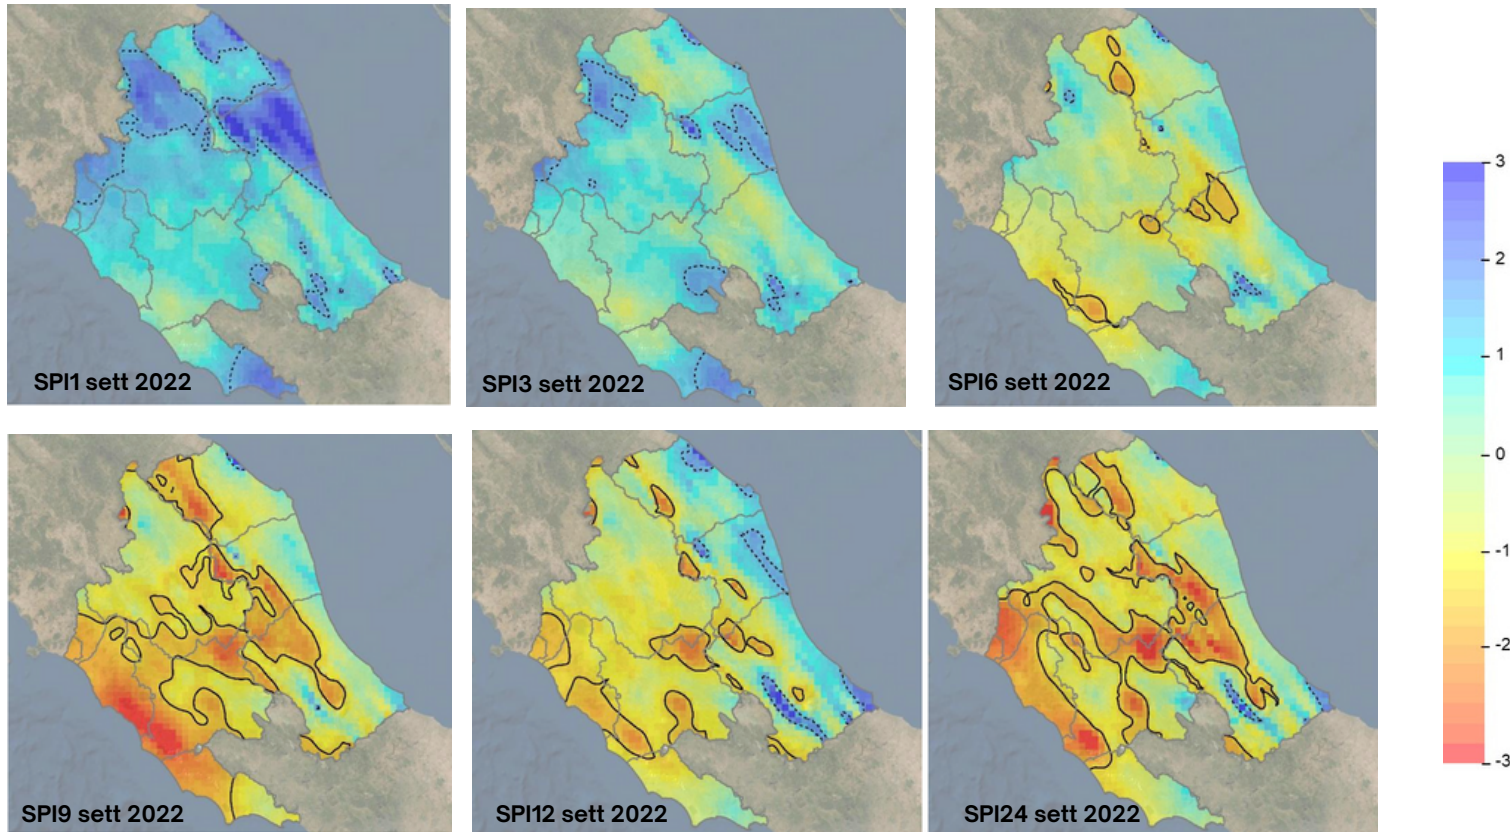 SPI1 sett 2022
SPI3 sett 2022
SPI6 sett 2022
SPI9 sett 2022
SPI12 sett 2022
SPI24 sett 2022
3
2
1
0
-1
-2
-3